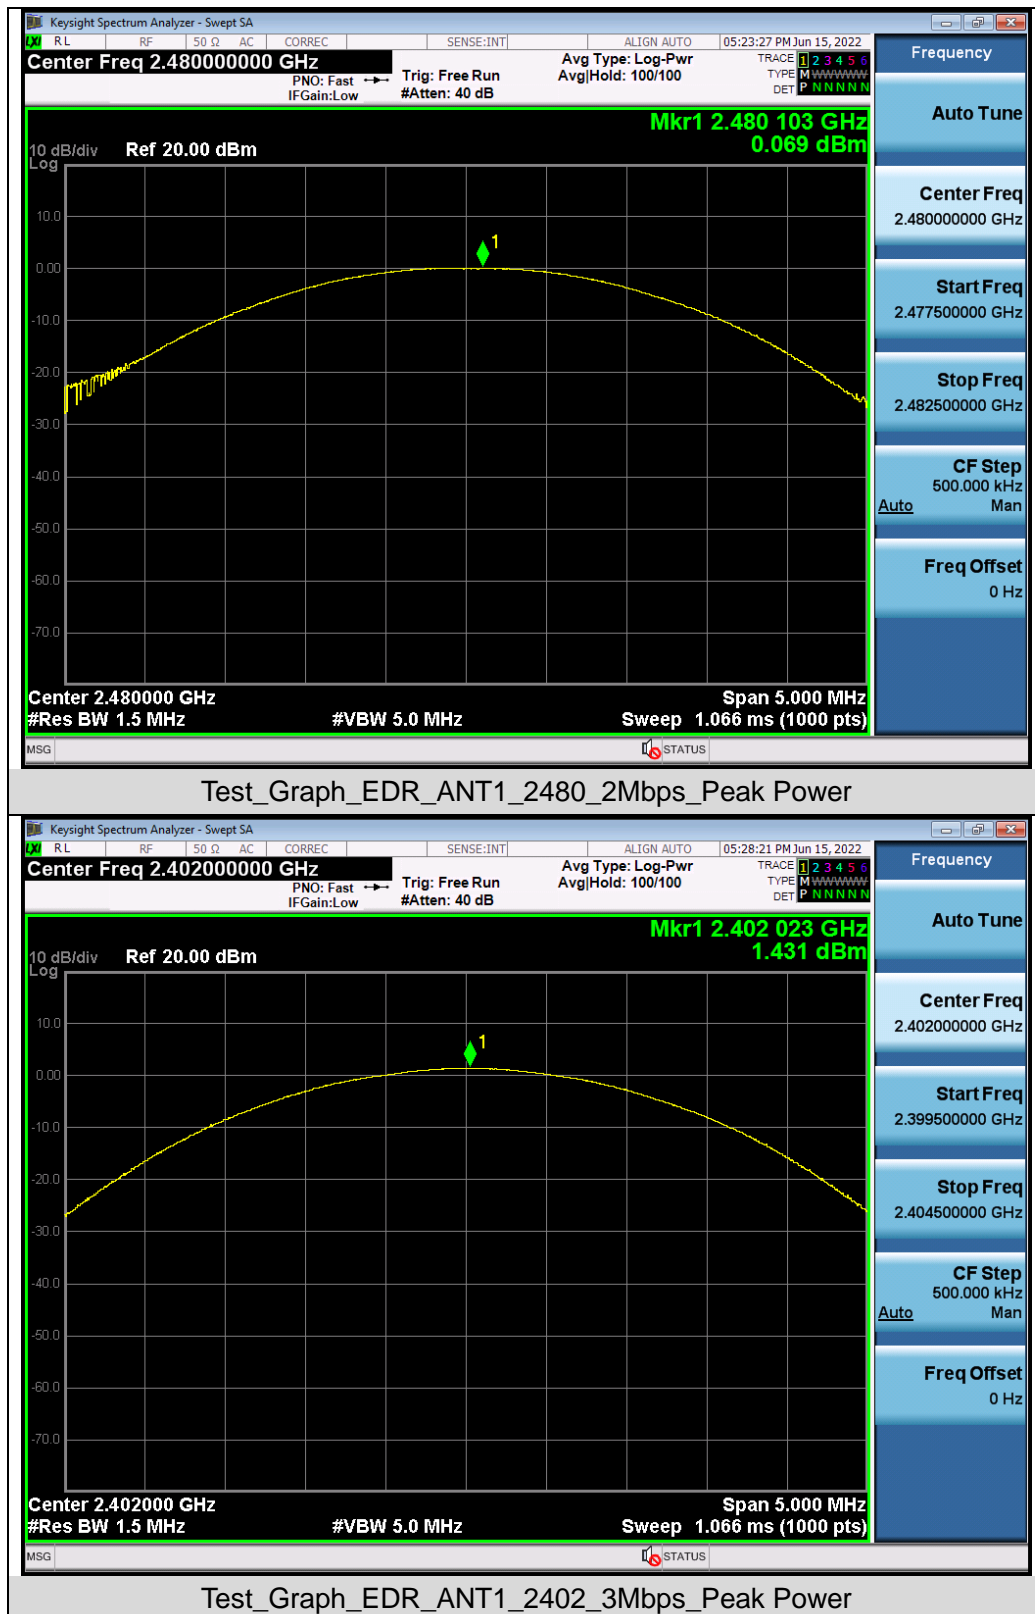 Keysight Spectrum Analyzer - Swept SA
LXI RL RF 50 Ω AC CORREC SENSE:INT ALIGN AUTO 05:23:27 PM Jun 15, 2022
Center Freq 2.480000000 GHz
PNO: Fast
IFGain:Low
Trig: Free Run
#Atten: 40 dB
Avg Type: Log-Pwr
Avg|Hold: 100/100
TRACE 1 2 3 4 5 6
TYPE M WWWWW
DET P N N N N N
Mkr1 2.480 103 GHz
0.069 dBm
10 dB/div Ref 20.00 dBm
Log
10.0
1
0.00
-10.0
-20.0
-30.0
-40.0
-50.0
-60.0
-70.0
Center 2.480000 GHz Span 5.000 MHz
#Res BW 1.5 MHz #VBW 5.0 MHz Sweep 1.066 ms (1000 pts)
MSG STATUS
Frequency
Auto Tune
Center Freq
2.480000000 GHz
Start Freq
2.477500000 GHz
Stop Freq
2.482500000 GHz
CF Step
500.000 kHz
Auto Man
Freq Offset
0 Hz
Test_Graph_EDR_ANT1_2480_2Mbps_Peak Power
Keysight Spectrum Analyzer - Swept SA
LXI RL RF 50 Ω AC CORREC SENSE:INT ALIGN AUTO 05:28:21 PM Jun 15, 2022
Center Freq 2.402000000 GHz
PNO: Fast
IFGain:Low
Trig: Free Run
#Atten: 40 dB
Avg Type: Log-Pwr
Avg|Hold: 100/100
TRACE 1 2 3 4 5 6
TYPE M WWWWW
DET P N N N N N
Mkr1 2.402 023 GHz
1.431 dBm
10 dB/div Ref 20.00 dBm
Log
10.0
1
0.00
-10.0
-20.0
-30.0
-40.0
-50.0
-60.0
-70.0
Center 2.402000 GHz Span 5.000 MHz
#Res BW 1.5 MHz #VBW 5.0 MHz Sweep 1.066 ms (1000 pts)
MSG STATUS
Frequency
Auto Tune
Center Freq
2.402000000 GHz
Start Freq
2.399500000 GHz
Stop Freq
2.404500000 GHz
CF Step
500.000 kHz
Auto Man
Freq Offset
0 Hz
Test_Graph_EDR_ANT1_2402_3Mbps_Peak Power